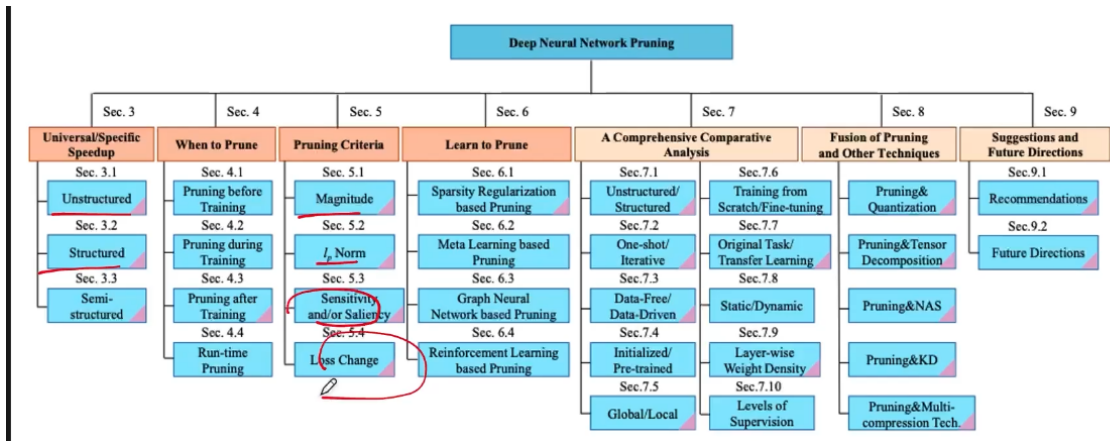 Deep Neural Network Pruning
Sec. 3
Universal/Specific
Speedup
Sec. 3.1
Unstructured
Sec. 3.2
Structured
Sec. 3.3
Semi-
structured
Sec. 4
When to Prune
Sec. 4.1
Pruning before
Training
Sec. 4.2
Pruning during
Training
Sec. 4.3
Pruning after
Training
Sec. 4.4
Run-time
Pruning
Sec. 5
Pruning Criteria
Sec. 5.1
Magnitude
Sec. 5.2
lp Norm
Sec. 5.3
Sensitivity
and/or Saliency
Sec. 5.4
Loss Change
Sec. 6
Learn to Prune
Sec. 6.1
Sparsity Regularization
based Pruning
Sec. 6.2
Meta Learning based
Pruning
Sec. 6.3
Graph Neural
Network based Pruning
Sec. 6.4
Reinforcement Learning
based Pruning
Sec. 7
A Comprehensive Comparative
Analysis
Sec.7.1
Unstructured/
Structured
Sec.7.2
One-shot/
Iterative
Sec.7.3
Data-Free/
Data-Driven
Sec.7.4
Initialized/
Pre-trained
Sec.7.5
Global/Local
Sec.7.6
Training from
Scratch/Fine-tuning
Sec.7.7
Original Task/
Transfer Learning
Sec.7.8
Static/Dynamic
Sec.7.9
Layer-wise
Weight Density
Sec.7.10
Levels of
Supervision
Sec. 8
Fusion of Pruning
and Other Techniques
Pruning&
Quantization
Pruning&Tensor
Decomposition
Pruning&NAS
Pruning&KD
Pruning&Multi-
compression Tech.
Sec. 9
Suggestions and
Future Directions
Sec.9.1
Recommendations
Sec.9.2
Future Directions